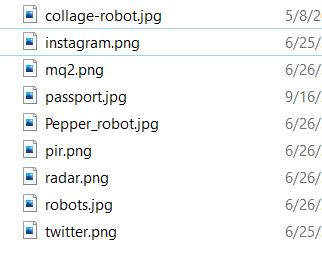 collage-robot.jpg 5/8/20
instagram.png 6/25/
mq2.png 6/26/
passport.jpg 9/16/
Pepper_robot.jpg 6/26/
pir.png 6/26/
radar.png 6/26/
robots.jpg 6/26/
twitter.png 6/25/